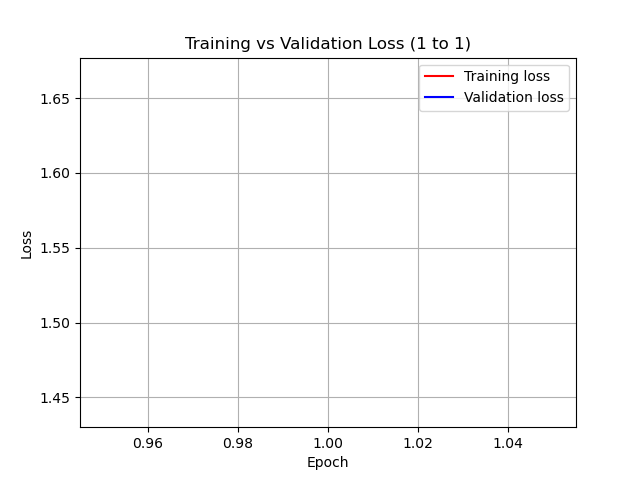 Training vs Validation Loss (1 to 1)
Training loss
Validation loss
1.65
1.60
1.55
1.50
1.45
Loss
0.96 0.98 1.00 1.02 1.04
Epoch